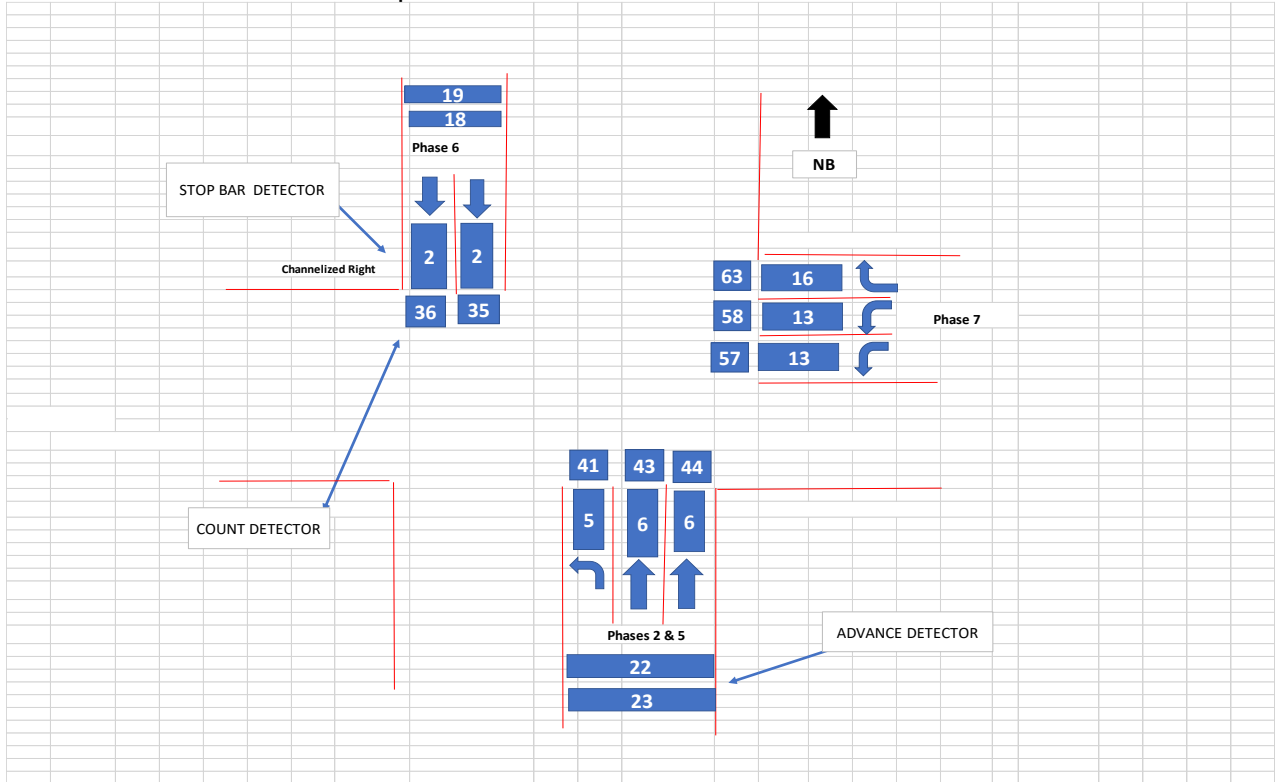 19
18
Phase 6
NB
STOP BAR DETECTOR
2
2
Channelized Right
36
35
63
16
58
13
Phase 7
57
13
41
43
44
5
6
6
COUNT DETECTOR
Phases 2 & 5
ADVANCE DETECTOR
22
23